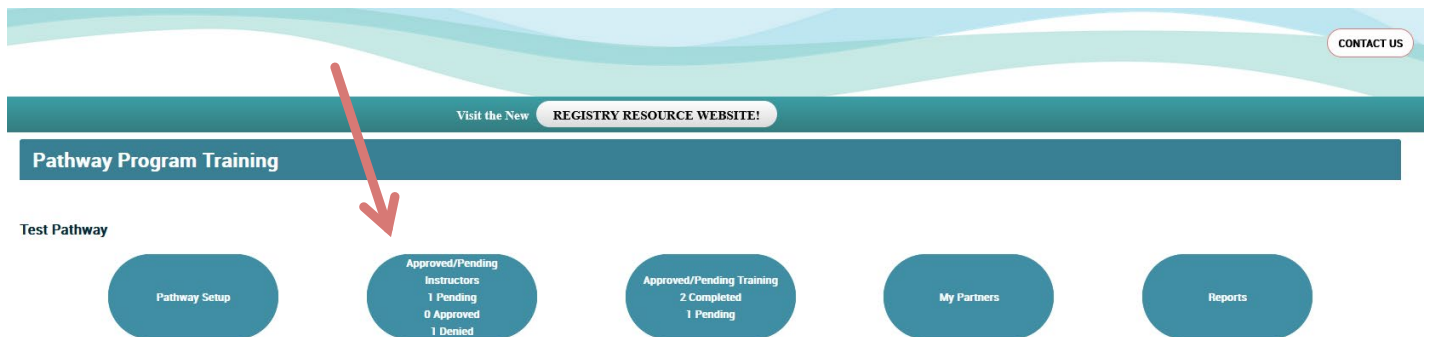 CONTACT US
Visit the New REGISTRY RESOURCE WEBSITE!
Pathway Program Training
Test Pathway
Pathway Setup
Approved/Pending
Instructors
1 Pending
0 Approved
1 Denied
Approved/Pending Training
2 Completed
1 Pending
My Partners
Reports